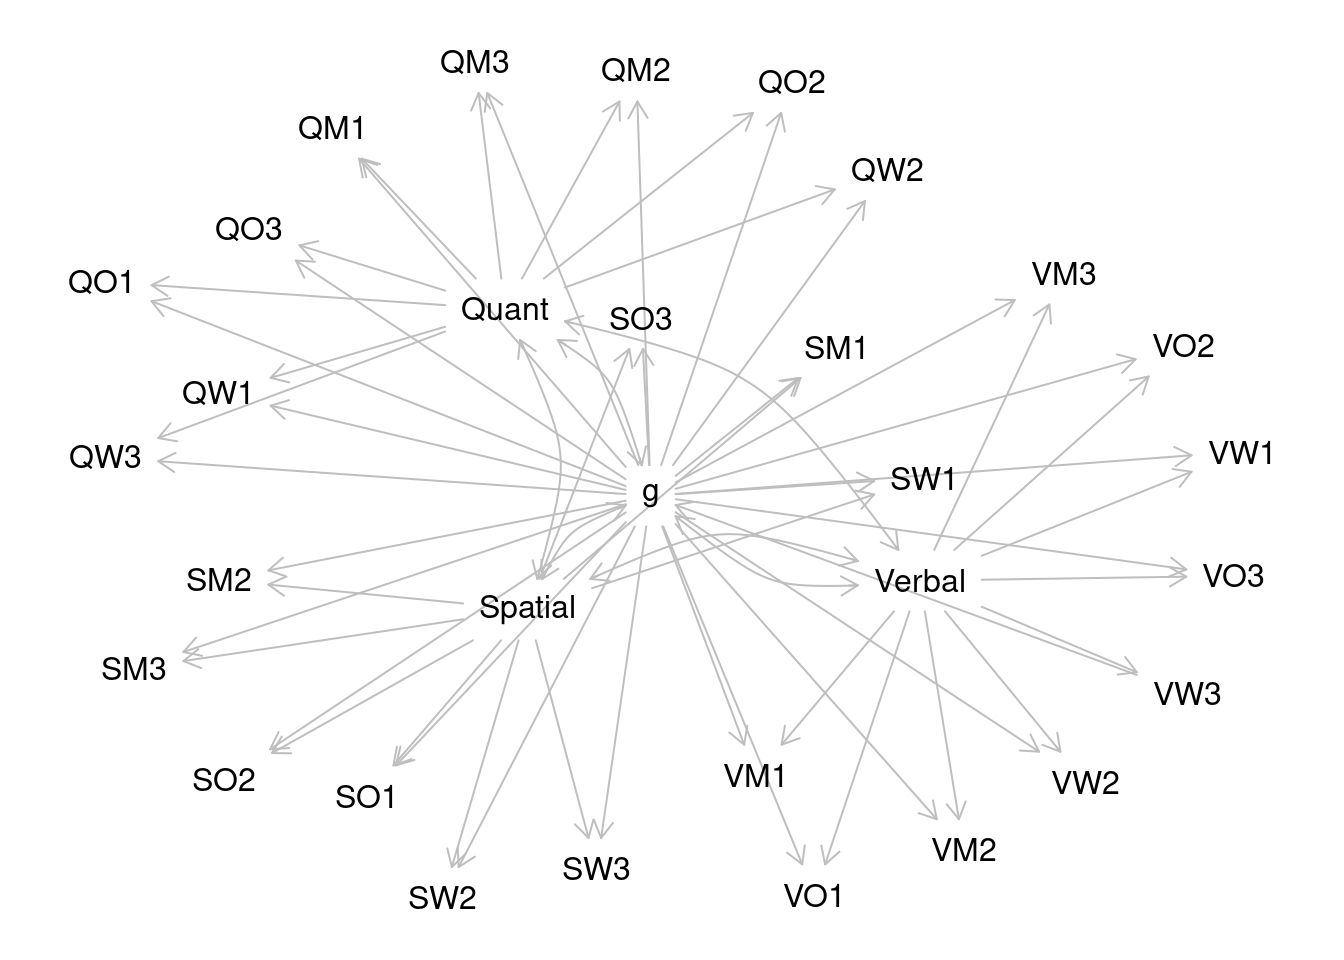 QM3
QM2
QO2
QM1
QW2
QO3
QO1
VM3
Quant
SO3
SM1
VO2
QW1
QW3
VW1
SW1
g
SM2
VO3
Verbal
Spatial
SM3
VW3
SO2
SO1
VM1
VW2
SW3
VM2
SW2
VO1